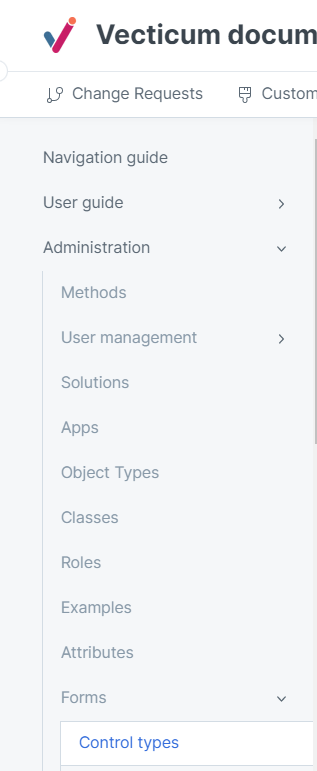 Vecticum docum
Change Requests Custom
Navigation guide
User guide
Administration
Methods
User management
Solutions
Apps
Object Types
Classes
Roles
Examples
Attributes
Forms
Control types